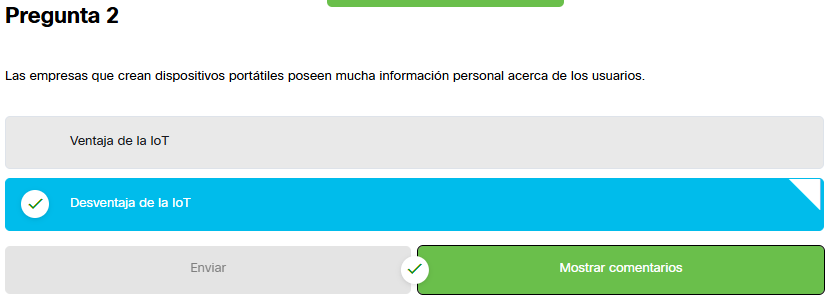 Pregunta 2
Las empresas que crean dispositivos portátiles poseen mucha información personal acerca de los usuarios.
Ventaja de la IoT
Desventaja de la IoT
Enviar
Mostrar comentarios